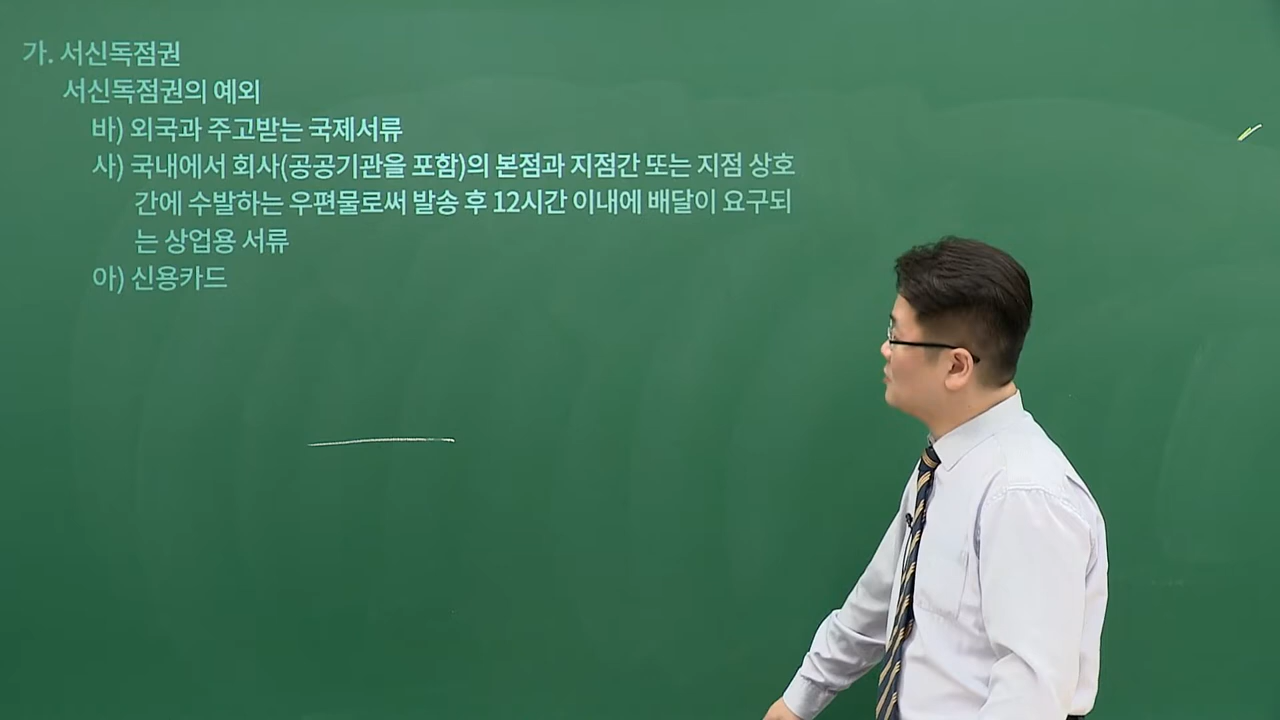 가. 서신독점권
서신독점권의 예외
바) 외국과 주고받는 국제서류
사) 국내에서 회사(공공기관을 포함)의 본점과 지점간 또는 지점 상호
간에 수발하는 우편물로써 발송 후 12시간 이내에 배달이 요구되
는 상업용 서류
아) 신용카드